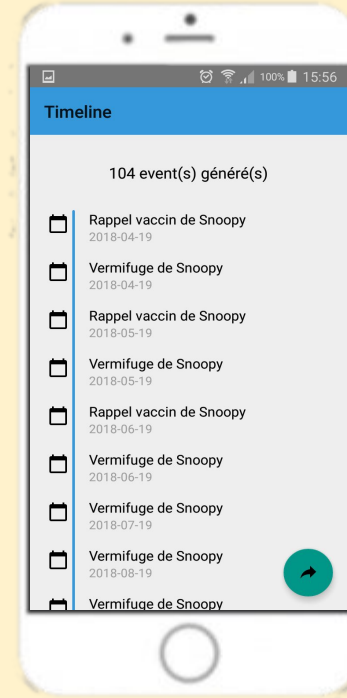 100% 15:56
Timeline
104 event(s) généré(s)
Rappel vaccin de Snoopy
2018-04-19
Vermifuge de Snoopy
2018-04-19
Rappel vaccin de Snoopy
2018-05-19
Vermifuge de Snoopy
2018-05-19
Rappel vaccin de Snoopy
2018-06-19
Vermifuge de Snoopy
2018-06-19
Vermifuge de Snoopy
2018-07-19
Vermifuge de Snoopy
2018-08-19
Vermifuge de Snoopy